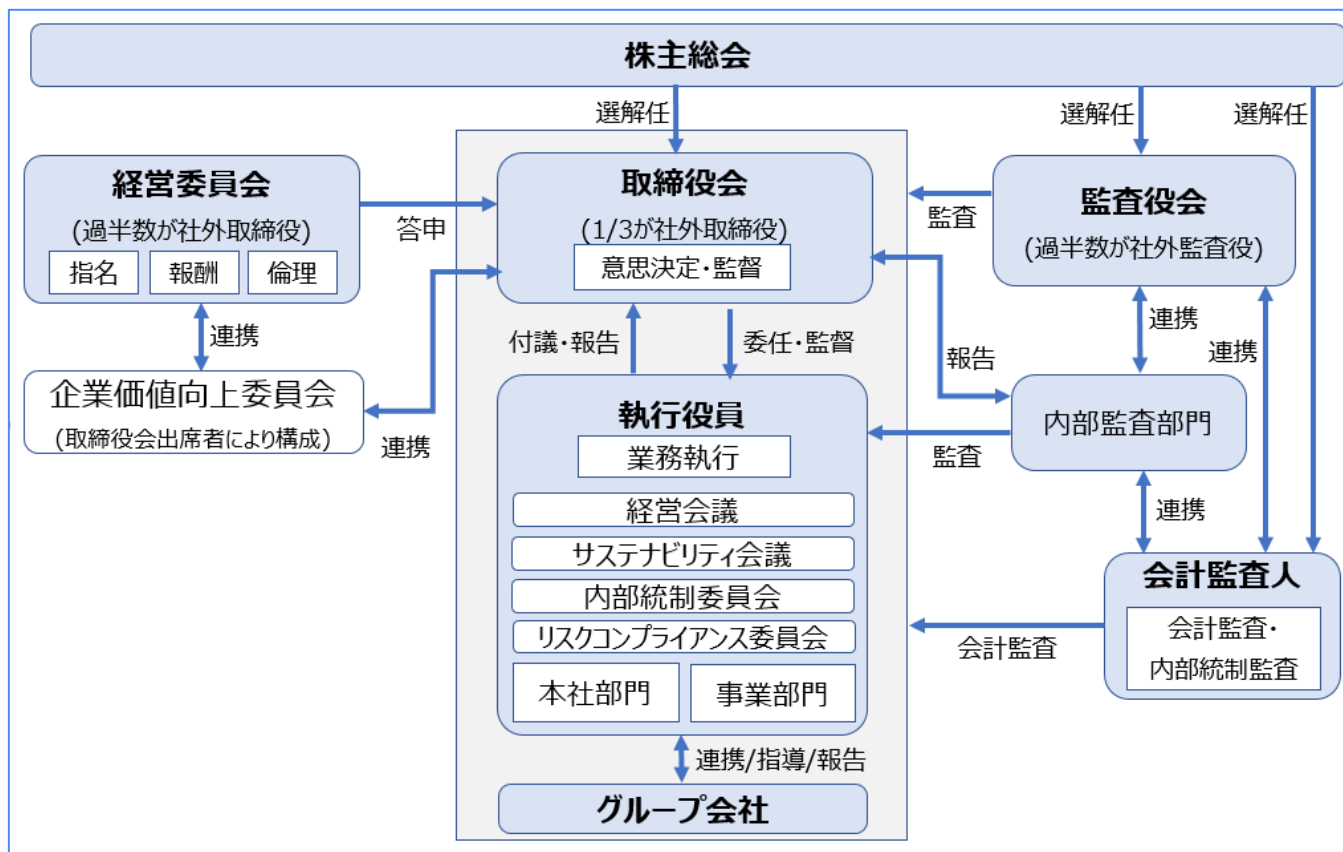 株主総会
選解任
選解任
選解任
経営委員会
(過半数が社外取締役)
指名
報酬
倫理
答申
取締役会
(1/3が社外取締役)
意思決定・監督
監査
監査役会
(過半数が社外監査役)
連携
付議・報告
委任・監督
報告
連携
連携
企業価値向上委員会
(取締役会出席者により構成)
連携
執行役員
業務執行
監査
内部監査部門
経営会議
サステナビリティ会議
内部統制委員会
リスクコンプライアンス委員会
本社部門
事業部門
連携
会計監査人
会計監査・
内部統制監査
会計監査
連携/指導/報告
グループ会社